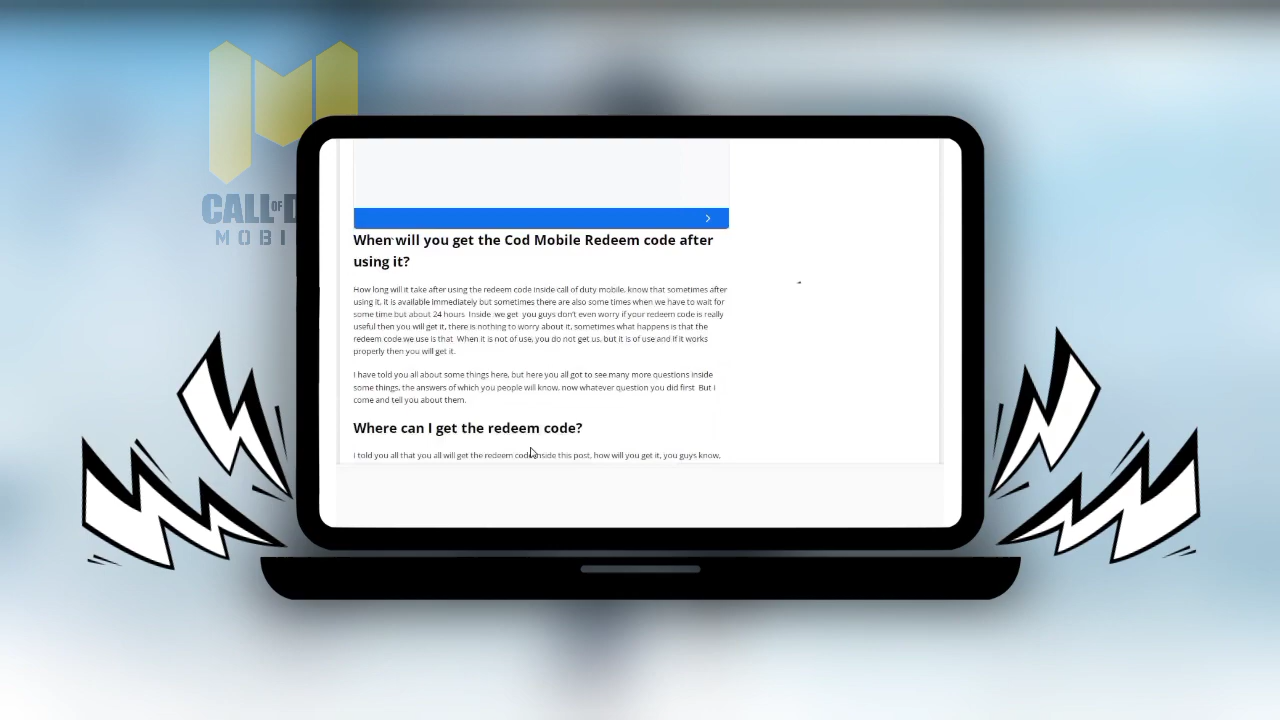 CALL OF D
MOBI
When will you get the Cod Mobile Redeem code after
using it?
How long will it take after using the redeem code inside call of duty mobile, know that sometimes after
using it, it is available immediately but sometimes there are also some times when we have to wait for
some time but about 24 hours Inside we get you guys don't even worry if your redeem code is really
useful then you will get it, there is nothing to worry about it, sometimes what happens is that the
redeem code we use is that When it is not of use, you do not get us, but it is of use and if it works
properly then you will get it.
I have told you all about some things here, but here you all got to see many more questions inside
some things, the answers of which you people will know, now whatever question you did first But I
come and tell you about them.
Where can I get the redeem code?
I told you all that you all will get the redeem code inside this post, how will you get it, you guys know,